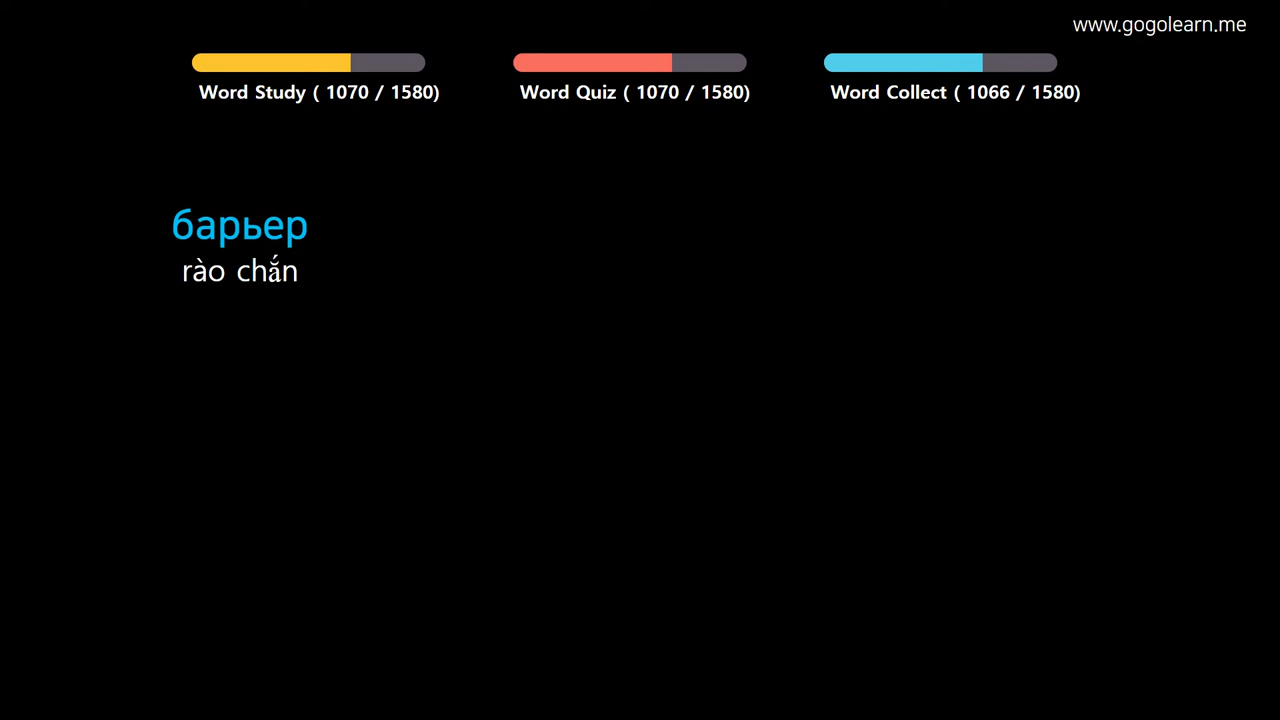 www.gogolearn.me
Word Study ( 1070 / 1580)
Word Quiz ( 1070 / 1580)
Word Collect ( 1066 / 1580)
барьер
rào chắn